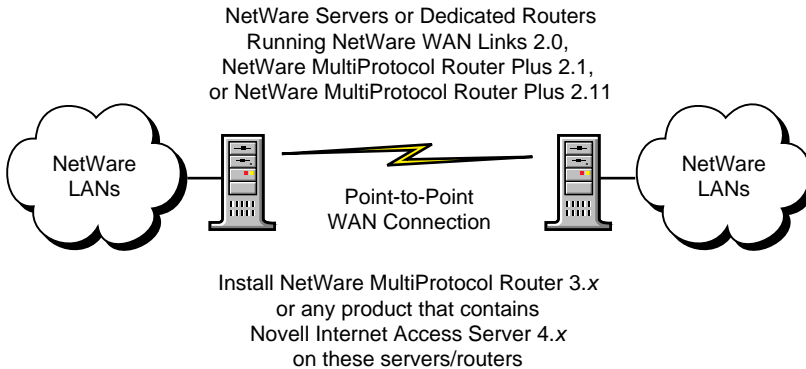 NetWare Servers or Dedicated Routers
Running NetWare WAN Links 2.0,
NetWare MultiProtocol Router Plus 2.1,
or NetWare MultiProtocol Router Plus 2.11
NetWare
LANs
Point-to-Point
WAN Connection
NetWare
LANs
Install NetWare MultiProtocol Router 3.x
or any product that contains
Novell Internet Access Server 4.x
on these servers/routers